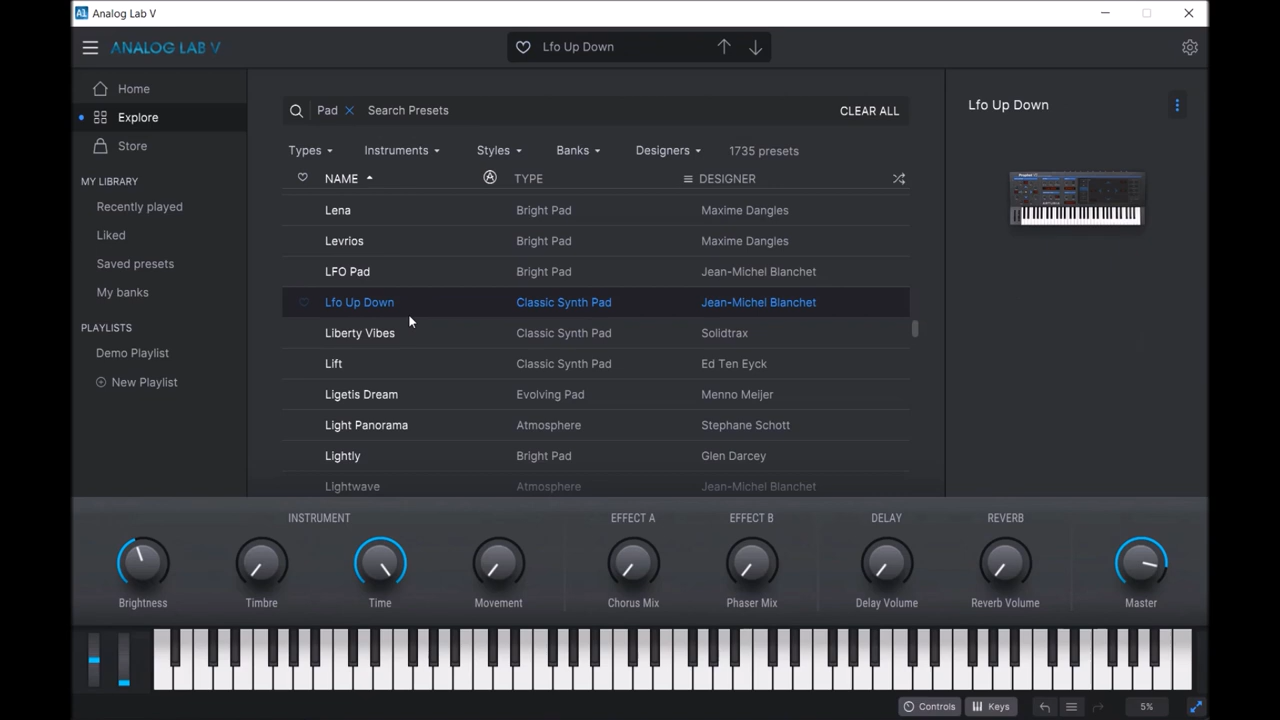 Analog Lab V
ANALOG LAB V
Lfo Up Down
Home
Explore
Store
MY LIBRARY
Recently played
Liked
Saved presets
My banks
PLAYLISTS
Demo Playlist
New Playlist
Pad Search Presets CLEAR ALL
Types Instruments Styles Banks Designers 1735 presets
NAME TYPE DESIGNER
Lena Bright Pad Maxime Dangles
Levrios Bright Pad Maxime Dangles
LFO Pad Bright Pad Jean-Michel Blanchet
Lfo Up Down Classic Synth Pad Jean-Michel Blanchet
Liberty Vibes Classic Synth Pad Solidtrax
Lift Classic Synth Pad Ed Ten Eyck
Ligetis Dream Evolving Pad Menno Meijer
Light Panorama Atmosphere Stephane Schott
Lightly Bright Pad Glen Darcey
Lightwave Atmosphere Jean-Michel Blanchet
Lfo Up Down
INSTRUMENT EFFECT A EFFECT B DELAY REVERB
Brightness Timbre Time Movement Chorus Mix Phaser Mix Delay Volume Reverb Volume Master
Controls Keys 5%